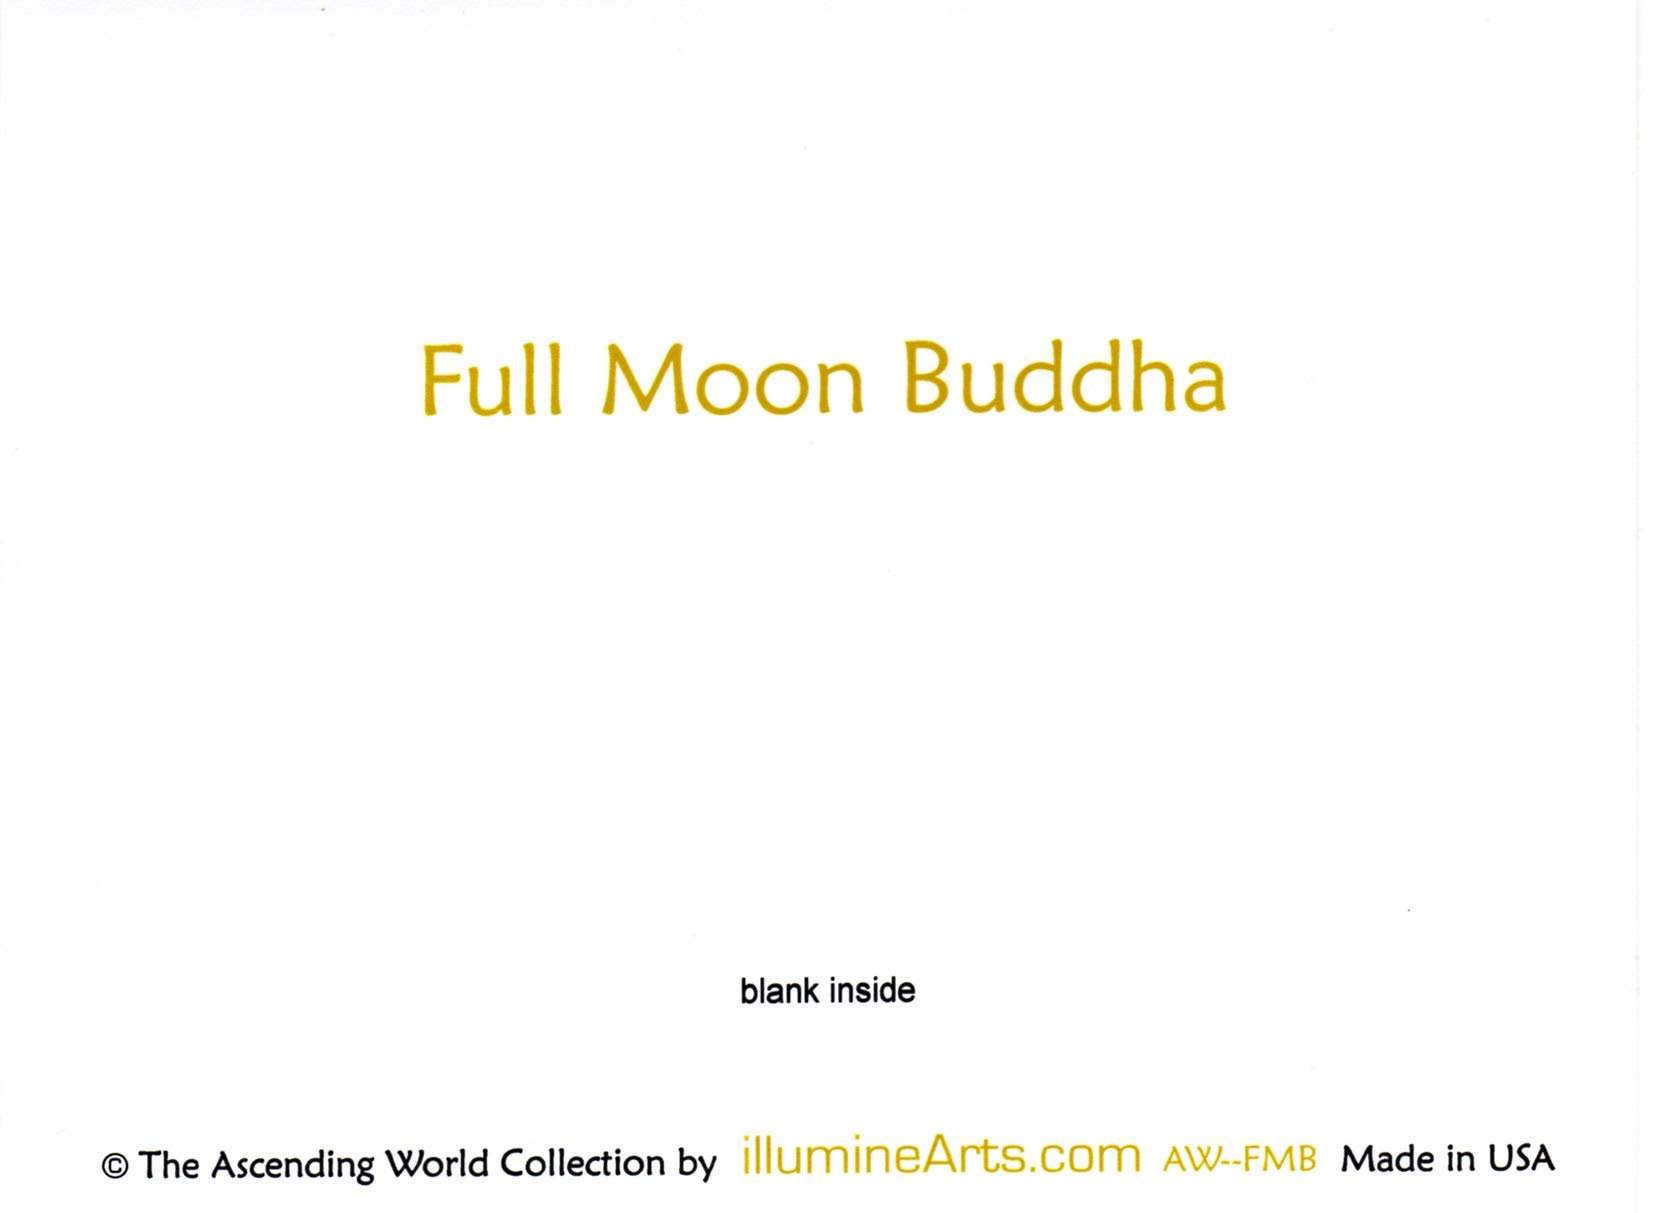 Full Moon Buddha
blank inside
© The Ascending World Collection by illumineArts.com AW--FMB Made in USA